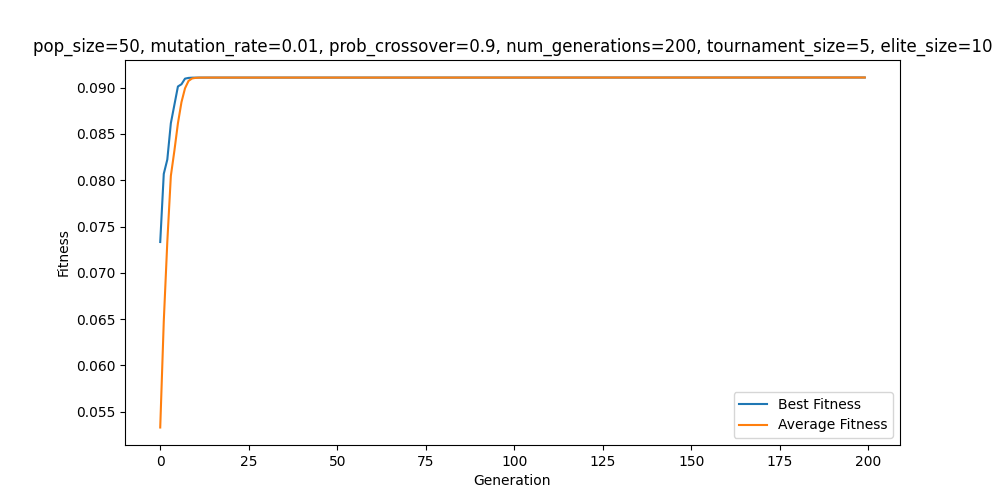 pop_size=50, mutation_rate=0.01, prob_crossover=0.9, num_generations=200, tournament_size=5, elite_size=10
0.090
0.085
0.080
0.075
0.070
0.065
0.060
0.055
Fitness
0 25 50 75 100 125 150 175 200
Generation
Best Fitness
Average Fitness